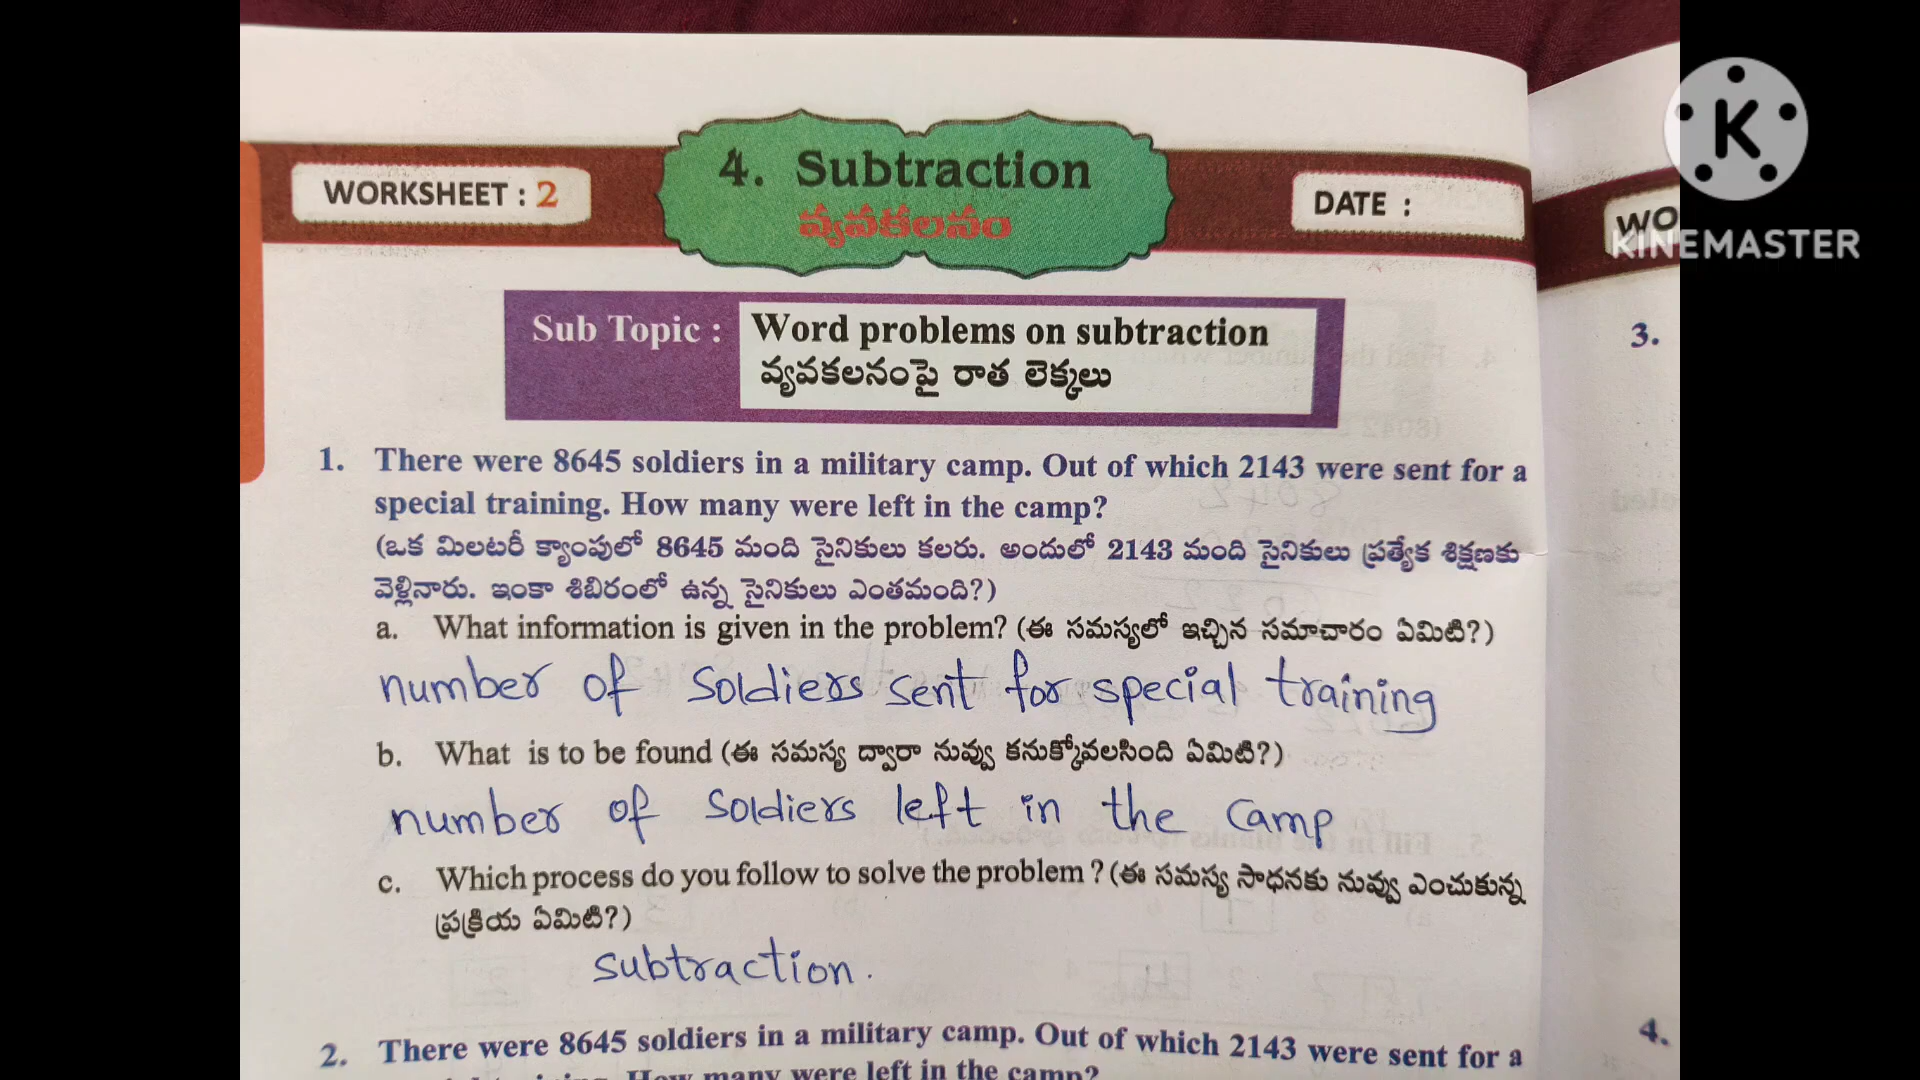 WORKSHEET : 2
4. Subtraction
వ్యవకలనం
DATE :
WO
KINEMASTER
Sub Topic : Word problems on subtraction
వ్యవకలనంపై రాత లెక్కలు
3.
1. There were 8645 soldiers in a military camp. Out of which 2143 were sent for a
special training. How many were left in the camp?
(ఒక మిలటరీ క్యాంపులో 8645 మంది సైనికులు కలరు. అందులో 2143 మంది సైనికులు ప్రత్యేక శిక్షణకు
వెళ్లినారు. ఇంకా శిబిరంలో ఉన్న సైనికులు ఎంతమంది?)
a. What information is given in the problem? (ఈ సమస్యలో ఇచ్చిన సమాచారం ఏమిటి?)
number of soldiers sent for special training
b. What is to be found (ఈ సమస్య ద్వారా నువ్వు కనుక్కోవలసింది ఏమిటి?)
number of soldiers left in the camp
c. Which process do you follow to solve the problem ? (ఈ సమస్య సాధనకు నువ్వు ఎంచుకున్న
ప్రక్రియ ఏమిటి?)
subtraction.
2. There were 8645 soldiers in a military camp. Out of which 2143 were sent for a
How many were left in the camp?
4.